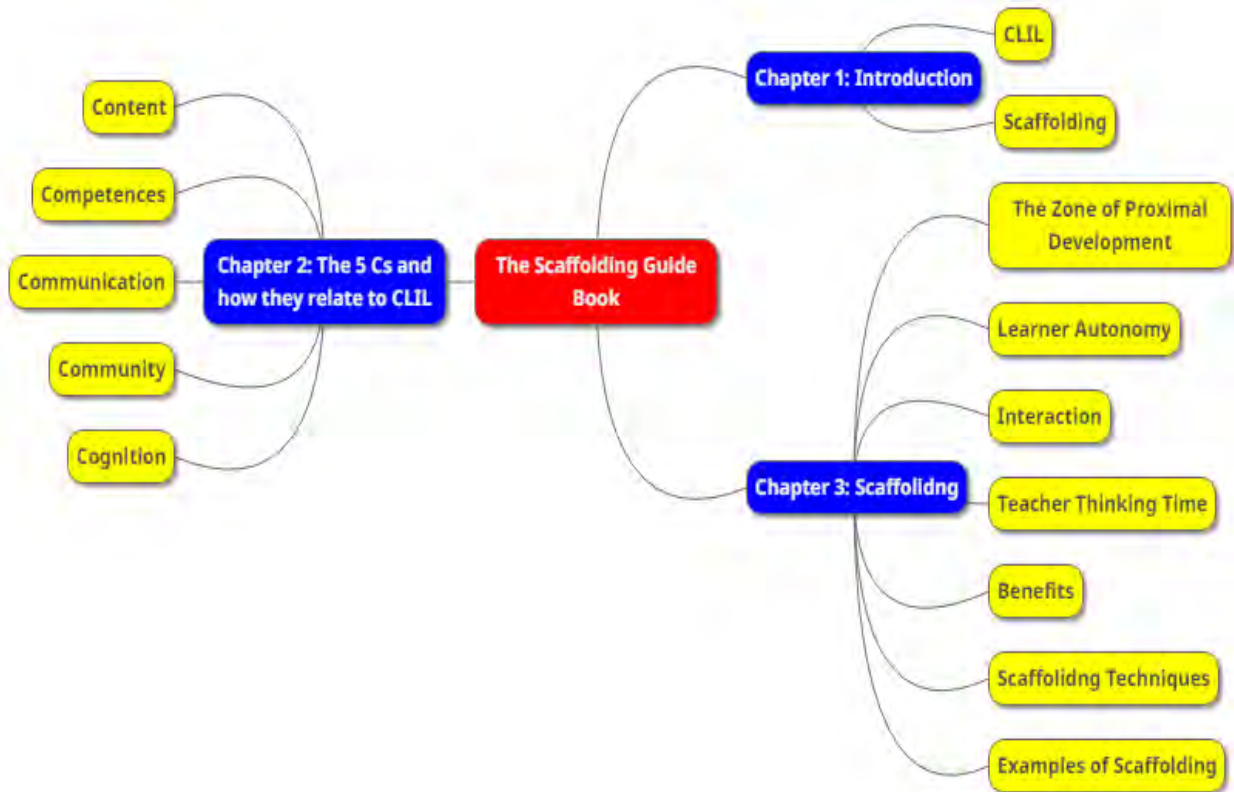 The Scaffolding Guide
Book
Chapter 1: Introduction
CLIL
Scaffolding
Chapter 2: The 5 Cs and
how they relate to CLIL
Content
Competences
Communication
Community
Cognition
Chapter 3: Scaffolidng
The Zone of Proximal
Development
Learner Autonomy
Interaction
Teacher Thinking Time
Benefits
Scaffolidng Techniques
Examples of Scaffolding